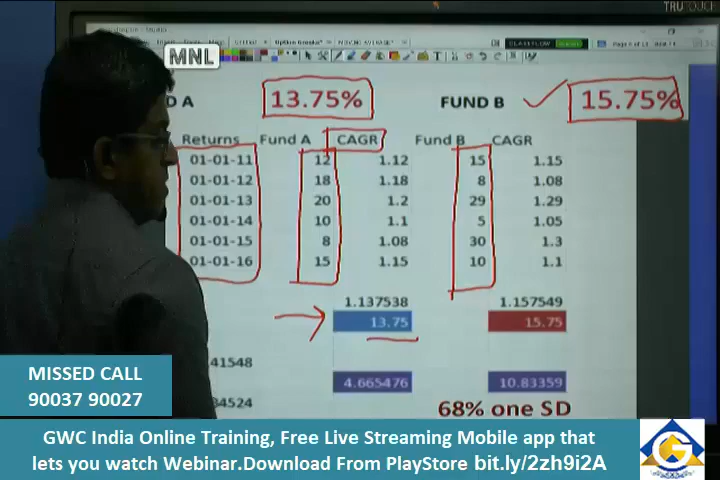 TRUTOUCH
MNL
D A 13.75% FUND B 15.75%
Returns Fund A CAGR Fund B CAGR
01-01-11 12 1.12 15 1.15
01-01-12 18 1.18 8 1.08
01-01-13 20 1.2 29 1.29
01-01-14 10 1.1 5 1.05
01-01-15 8 1.08 30 1.3
01-01-16 15 1.15 10 1.1
1.137538 1.157549
13.75 15.75
41548
4.665476 10.83359
34524
68% one SD
MISSED CALL
90037 90027
GWC India Online Training, Free Live Streaming Mobile app that
lets you watch Webinar.Download From PlayStore bit.ly/2zh9i2A